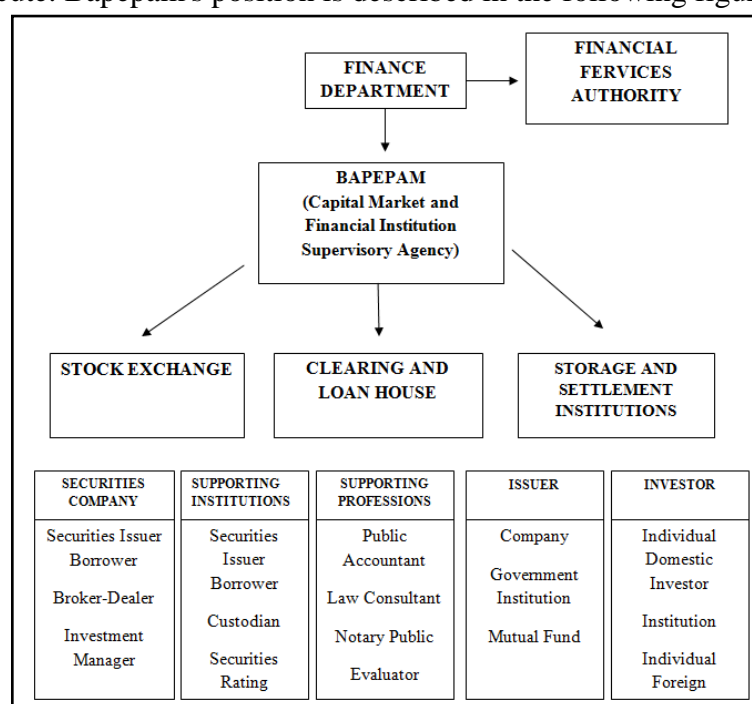 ecute. Bapepam's position is described in the following figur
FINANCE
DEPARTMENT
FINANCIAL
FERVICES
AUTHORITY
BAPEPAM
(Capital Market and
Financial Institution
Supervisory Agency)
STOCK EXCHANGE
CLEARING AND
LOAN HOUSE
STORAGE AND
SETTLEMENT
INSTITUTIONS
SECURITIES
COMPANY
Securities Issuer
Borrower
Broker-Dealer
Investment
Manager
SUPPORTING
INSTITUTIONS
Securities
Issuer
Borrower
Custodian
Securities
Rating
SUPPORTING
PROFESSIONS
Public
Accountant
Law Consultant
Notary Public
Evaluator
ISSUER
Company
Government
Institution
Mutual Fund
INVESTOR
Individual
Domestic
Investor
Institution
Individual
Foreign